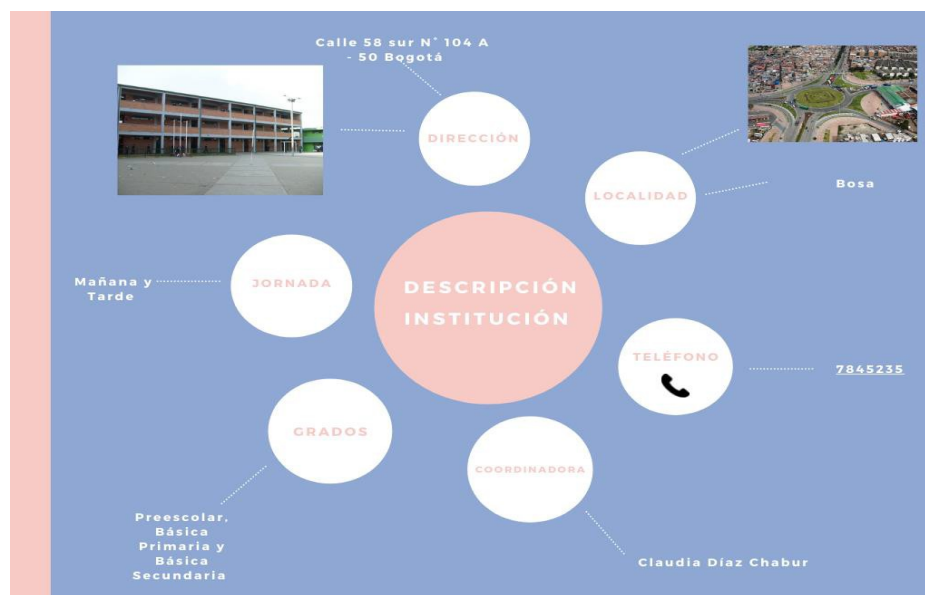 Calle 58 sur N° 104 A
- 50 Bogotá
DIRECCIÓN
LOCALIDAD
Bosa
JORNADA
Mañana y
Tarde
DESCRIPCIÓN
INSTITUCIÓN
TELÉFONO
7845235
GRADOS
Preescolar,
Básica
Primaria y
Básica
Secundaria
COORDINADORA
Claudia Díaz Chabur